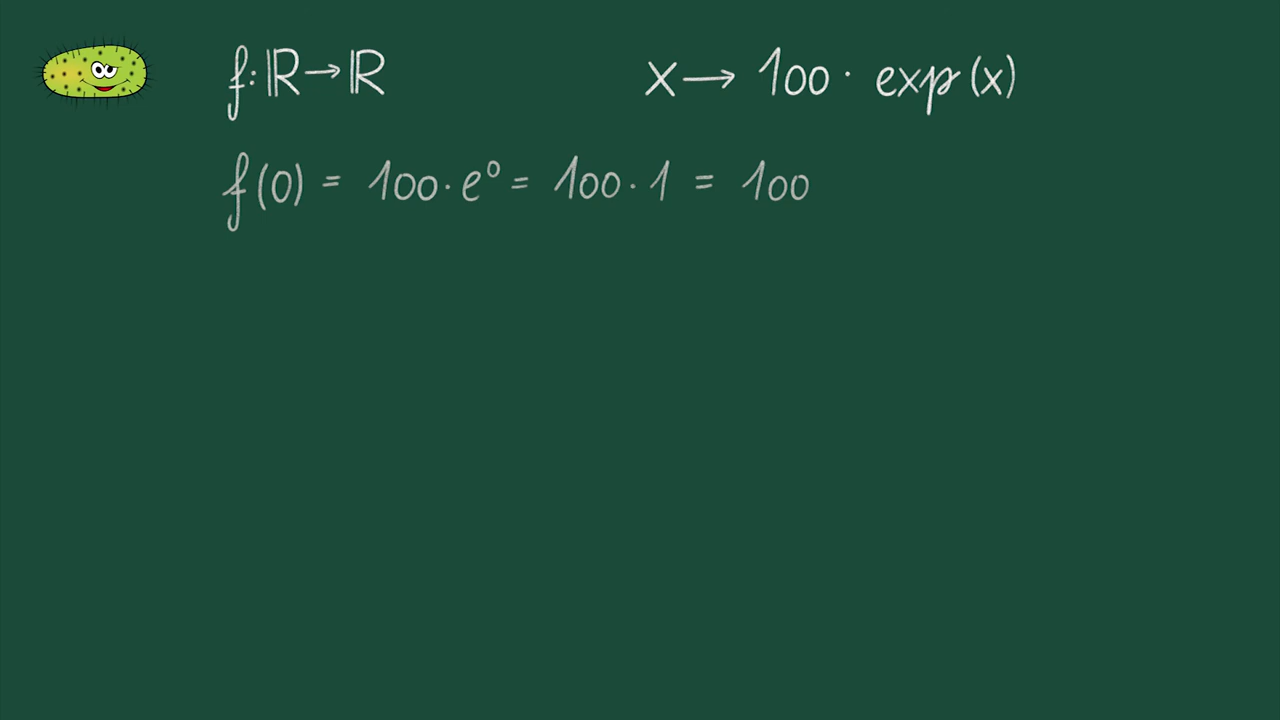 f: ℝ → ℝ x → 100 · exp(x)
f(0) = 100 · e⁰ = 100 · 1 = 100